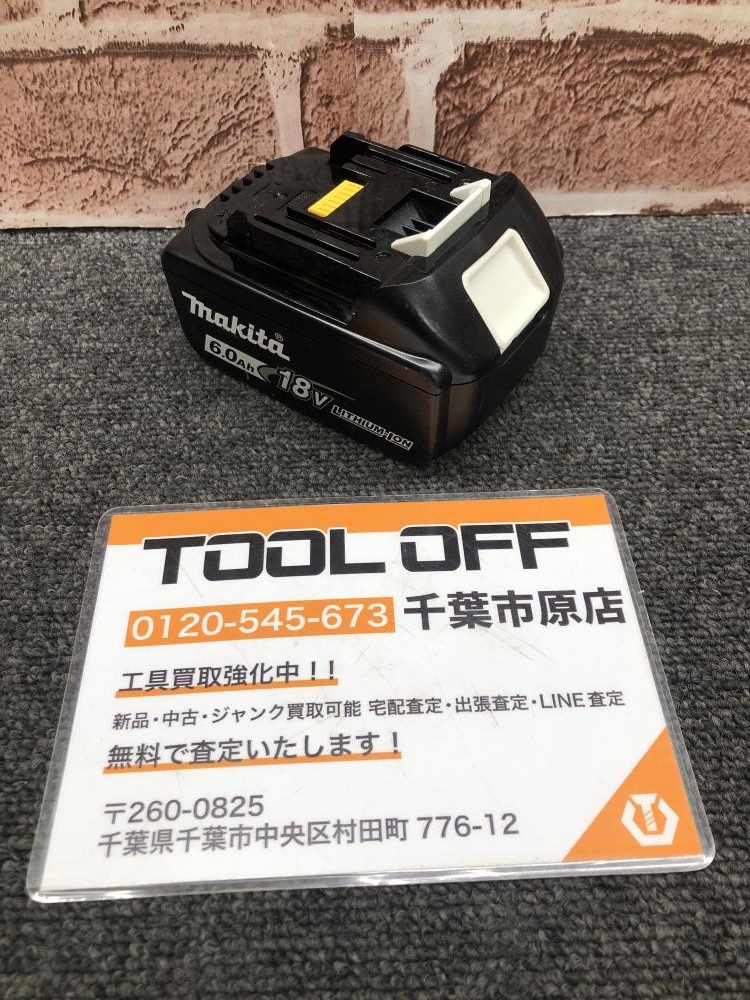 makita®
6.0Ah 18V LITHIUM-ION
TOOL OFF
0120-545-673 千葉市原店
工具買取強化中!!
新品・中古・ジャンク買取可能 宅配査定・出張査定・LINE査定
無料で査定いたします!
〒260-0825
千葉県千葉市中央区村田町 776-12